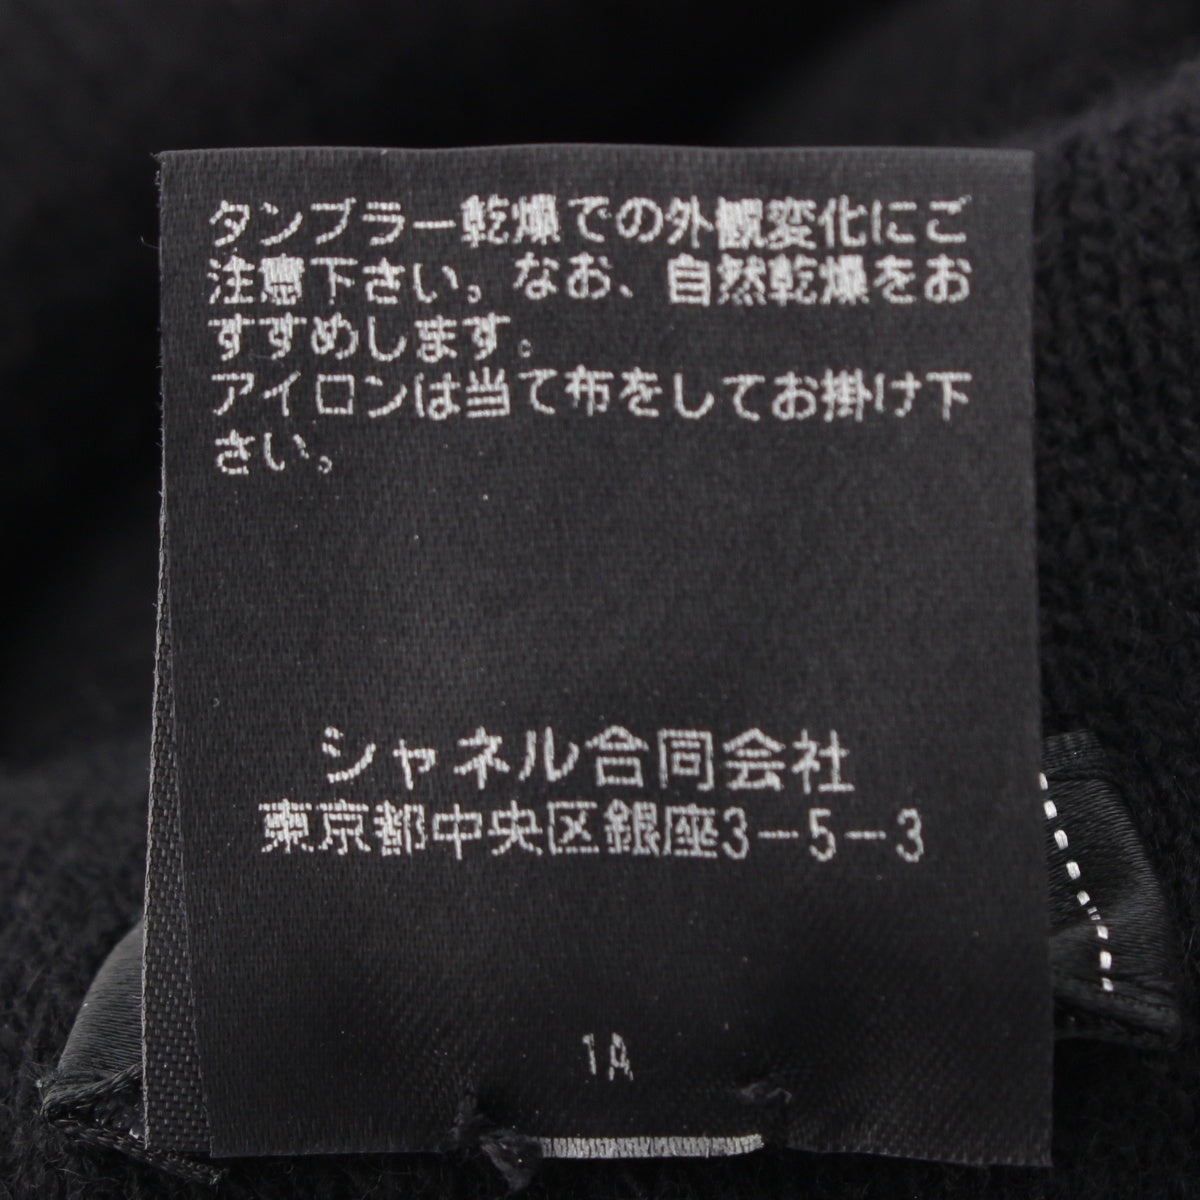 タンブラー乾燥での外観変化にご
注意下さい。なお、自然乾燥をお
すすめします。
アイロンは当て布をしてお掛け下
さい。
シャネル合同会社
東京都中央区銀座3－5－3
1A